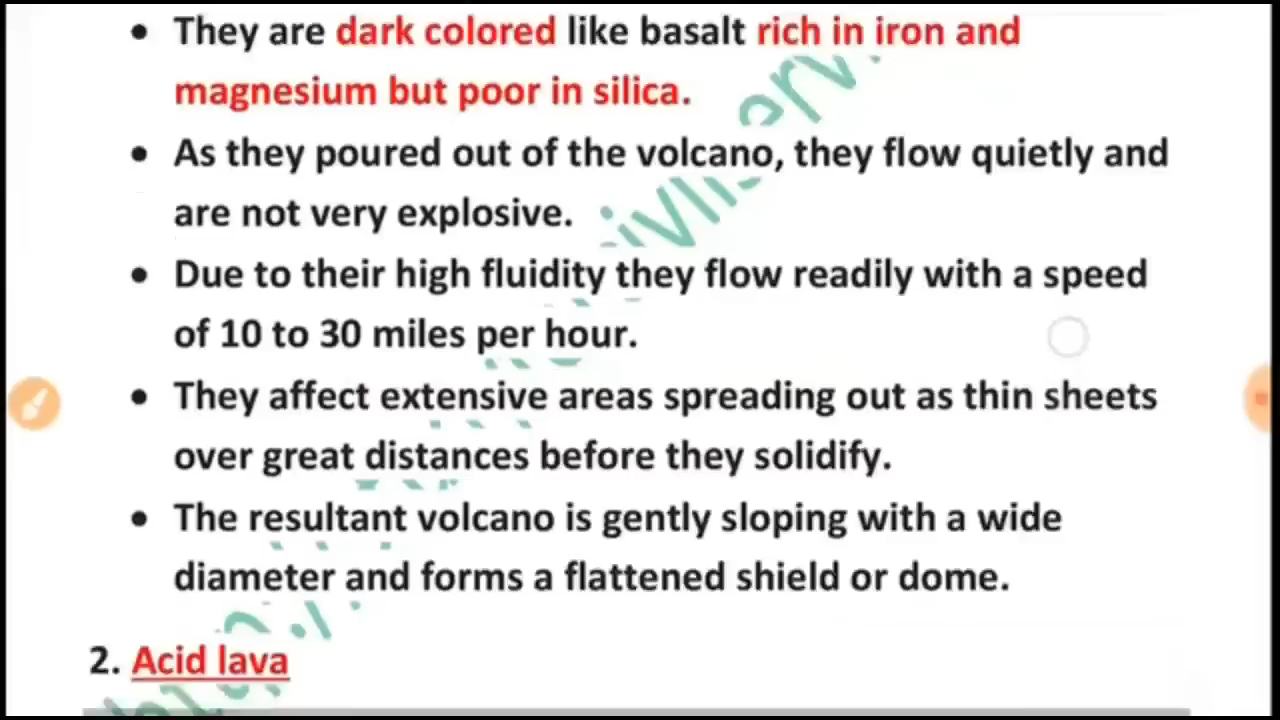 • They are dark colored like basalt rich in iron and
magnesium but poor in silica.
• As they poured out of the volcano, they flow quietly and
are not very explosive.
• Due to their high fluidity they flow readily with a speed
of 10 to 30 miles per hour.
• They affect extensive areas spreading out as thin sheets
over great distances before they solidify.
• The resultant volcano is gently sloping with a wide
diameter and forms a flattened shield or dome.
2. Acid lava